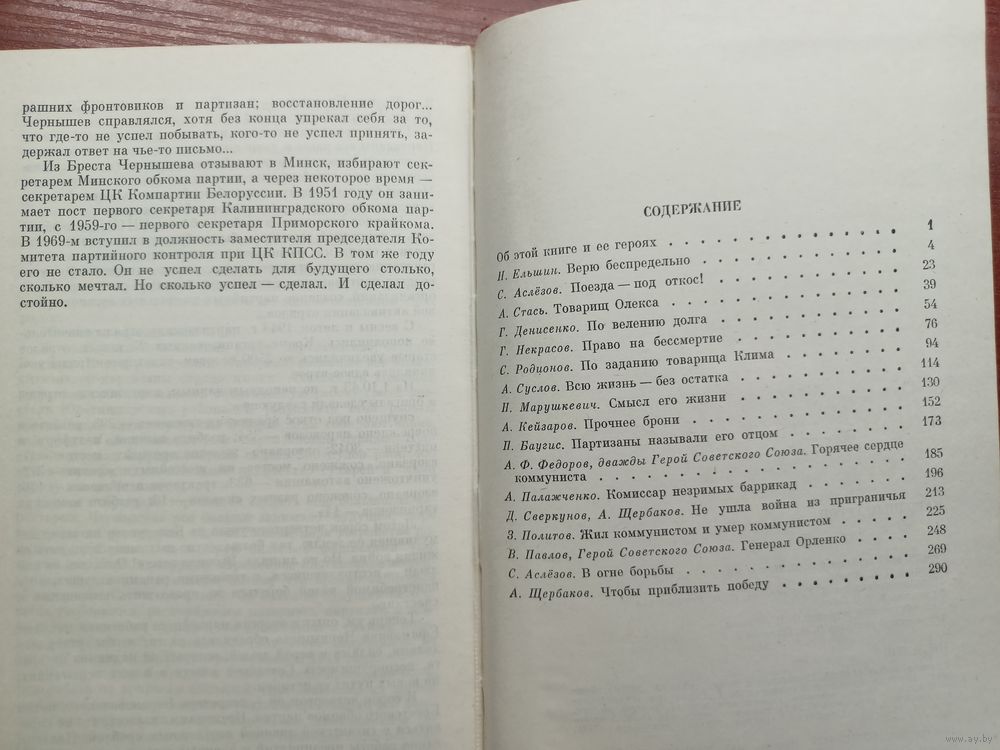 рашних фронтовиков и партизан; восстановление дорог...
Чернышев справлялся, хотя без конца упрекал себя за то,
что где-то не успел побывать, кого-то не успел принять, за-
держал ответ на чье-то письмо...
Из Бреста Чернышева отзывают в Минск, избирают сек-
ретарем Минского обкома партии, а через некоторое время —
секретарем ЦК Компартии Белоруссии. В 1951 году он зани-
мает пост первого секретаря Калининградского обкома пар-
тии, с 1959-го — первого секретаря Приморского крайкома.
В 1969-м вступил в должность заместителя председателя Ко-
митета партийного контроля при ЦК КПСС. В том же году
его не стало. Он не успел сделать для будущего столько,
сколько мечтал. Но сколько успел — сделал. И сделал до-
стойно.
СОДЕРЖАНИЕ
Об этой книге и ее героях . . . . . . . . . . . . 1
Н. Ельшин. Верю беспредельно . . . . . . . . . . 4
С. Аслёзов. Поезда — под откос! . . . . . . . . . . 23
А. Стась. Товарищ Олекса . . . . . . . . . . . . 39
Г. Денисенко. По велению долга . . . . . . . . . . 54
Г. Некрасов. Право на бессмертие . . . . . . . . . 76
С. Родионов. По заданию товарища Клима . . . . . . . 94
А. Суслов. Всю жизнь — без остатка . . . . . . . . . 114
Н. Марушкевич. Смысл его жизни . . . . . . . . . 130
А. Кейзаров. Прочнее брони . . . . . . . . . . . 152
П. Баугис. Партизаны называли его отцом . . . . . . . 173
А. Ф. Федоров, дважды Герой Советского Союза. Горячее сердце
коммуниста . . . . . . . . . . . . . . . 185
А. Палажченко. Комиссар незримых баррикад . . . . . . 196
Д. Сверкунов, А. Щербаков. Не ушла война из приграничья 213
З. Политов. Жил коммунистом и умер коммунистом . . . . . 225
В. Павлов, Герой Советского Союза. Генерал Орленко . . . . 248
С. Аслёзов. В огне борьбы . . . . . . . . . . . . 269
А. Щербаков. Чтобы приблизить победу . . . . . . . . 290
www.ay.by